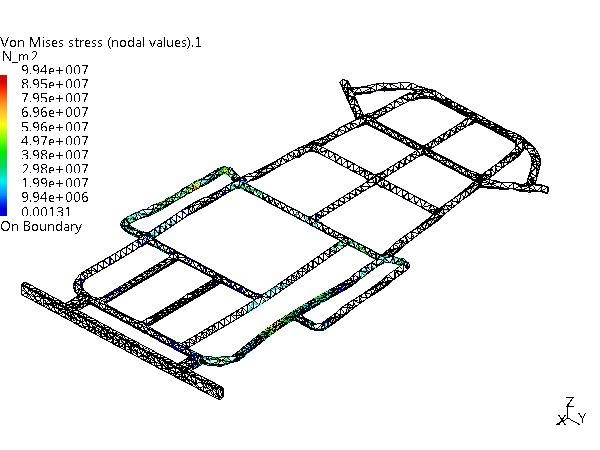 Von Mises stress (nodal values).1
N_m2
9.94e+007
8.95e+007
7.95e+007
6.96e+007
5.96e+007
4.97e+007
3.98e+007
2.98e+007
1.99e+007
9.94e+006
0.00131
On Boundary
Z
X Y